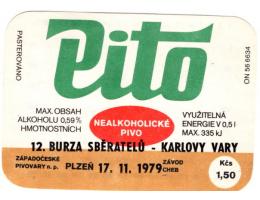 PASTEROVÁNO
Pito
ON 56 6634
MAX. OBSAH
ALKOHOLU 0,59 %
HMOTNOSTNÍCH
NEALKOHOLICKÉ
PIVO
VYUŽITELNÁ
ENERGIE V 0,5 l
MAX. 335 kJ
12. BURZA SBĚRATELŮ - KARLOVY VARY
ZÁPADOČESKÉ
PIVOVARY n. p.
PLZEŇ 17. 11. 1979
ZÁVOD
CHEB
Kčs
1,50